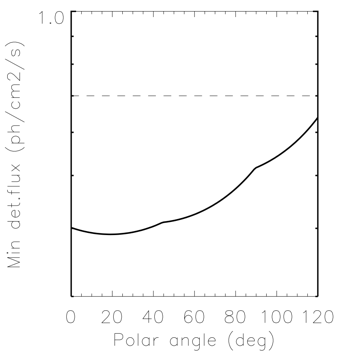 1.0
Min det.flux (ph/cm2/s)
0 20 40 60 80 100 120
Polar angle (deg)